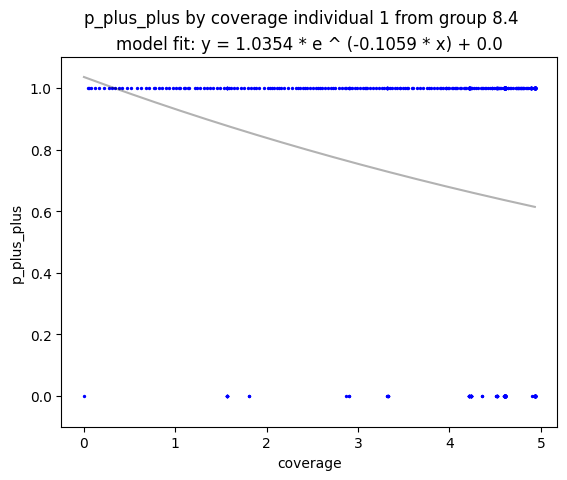 p_plus_plus by coverage individual 1 from group 8.4
model fit: y = 1.0354 * e ^ (-0.1059 * x) + 0.0
1.0
0.8
0.6
0.4
0.2
0.0
p_plus_plus
0 1 2 3 4 5
coverage